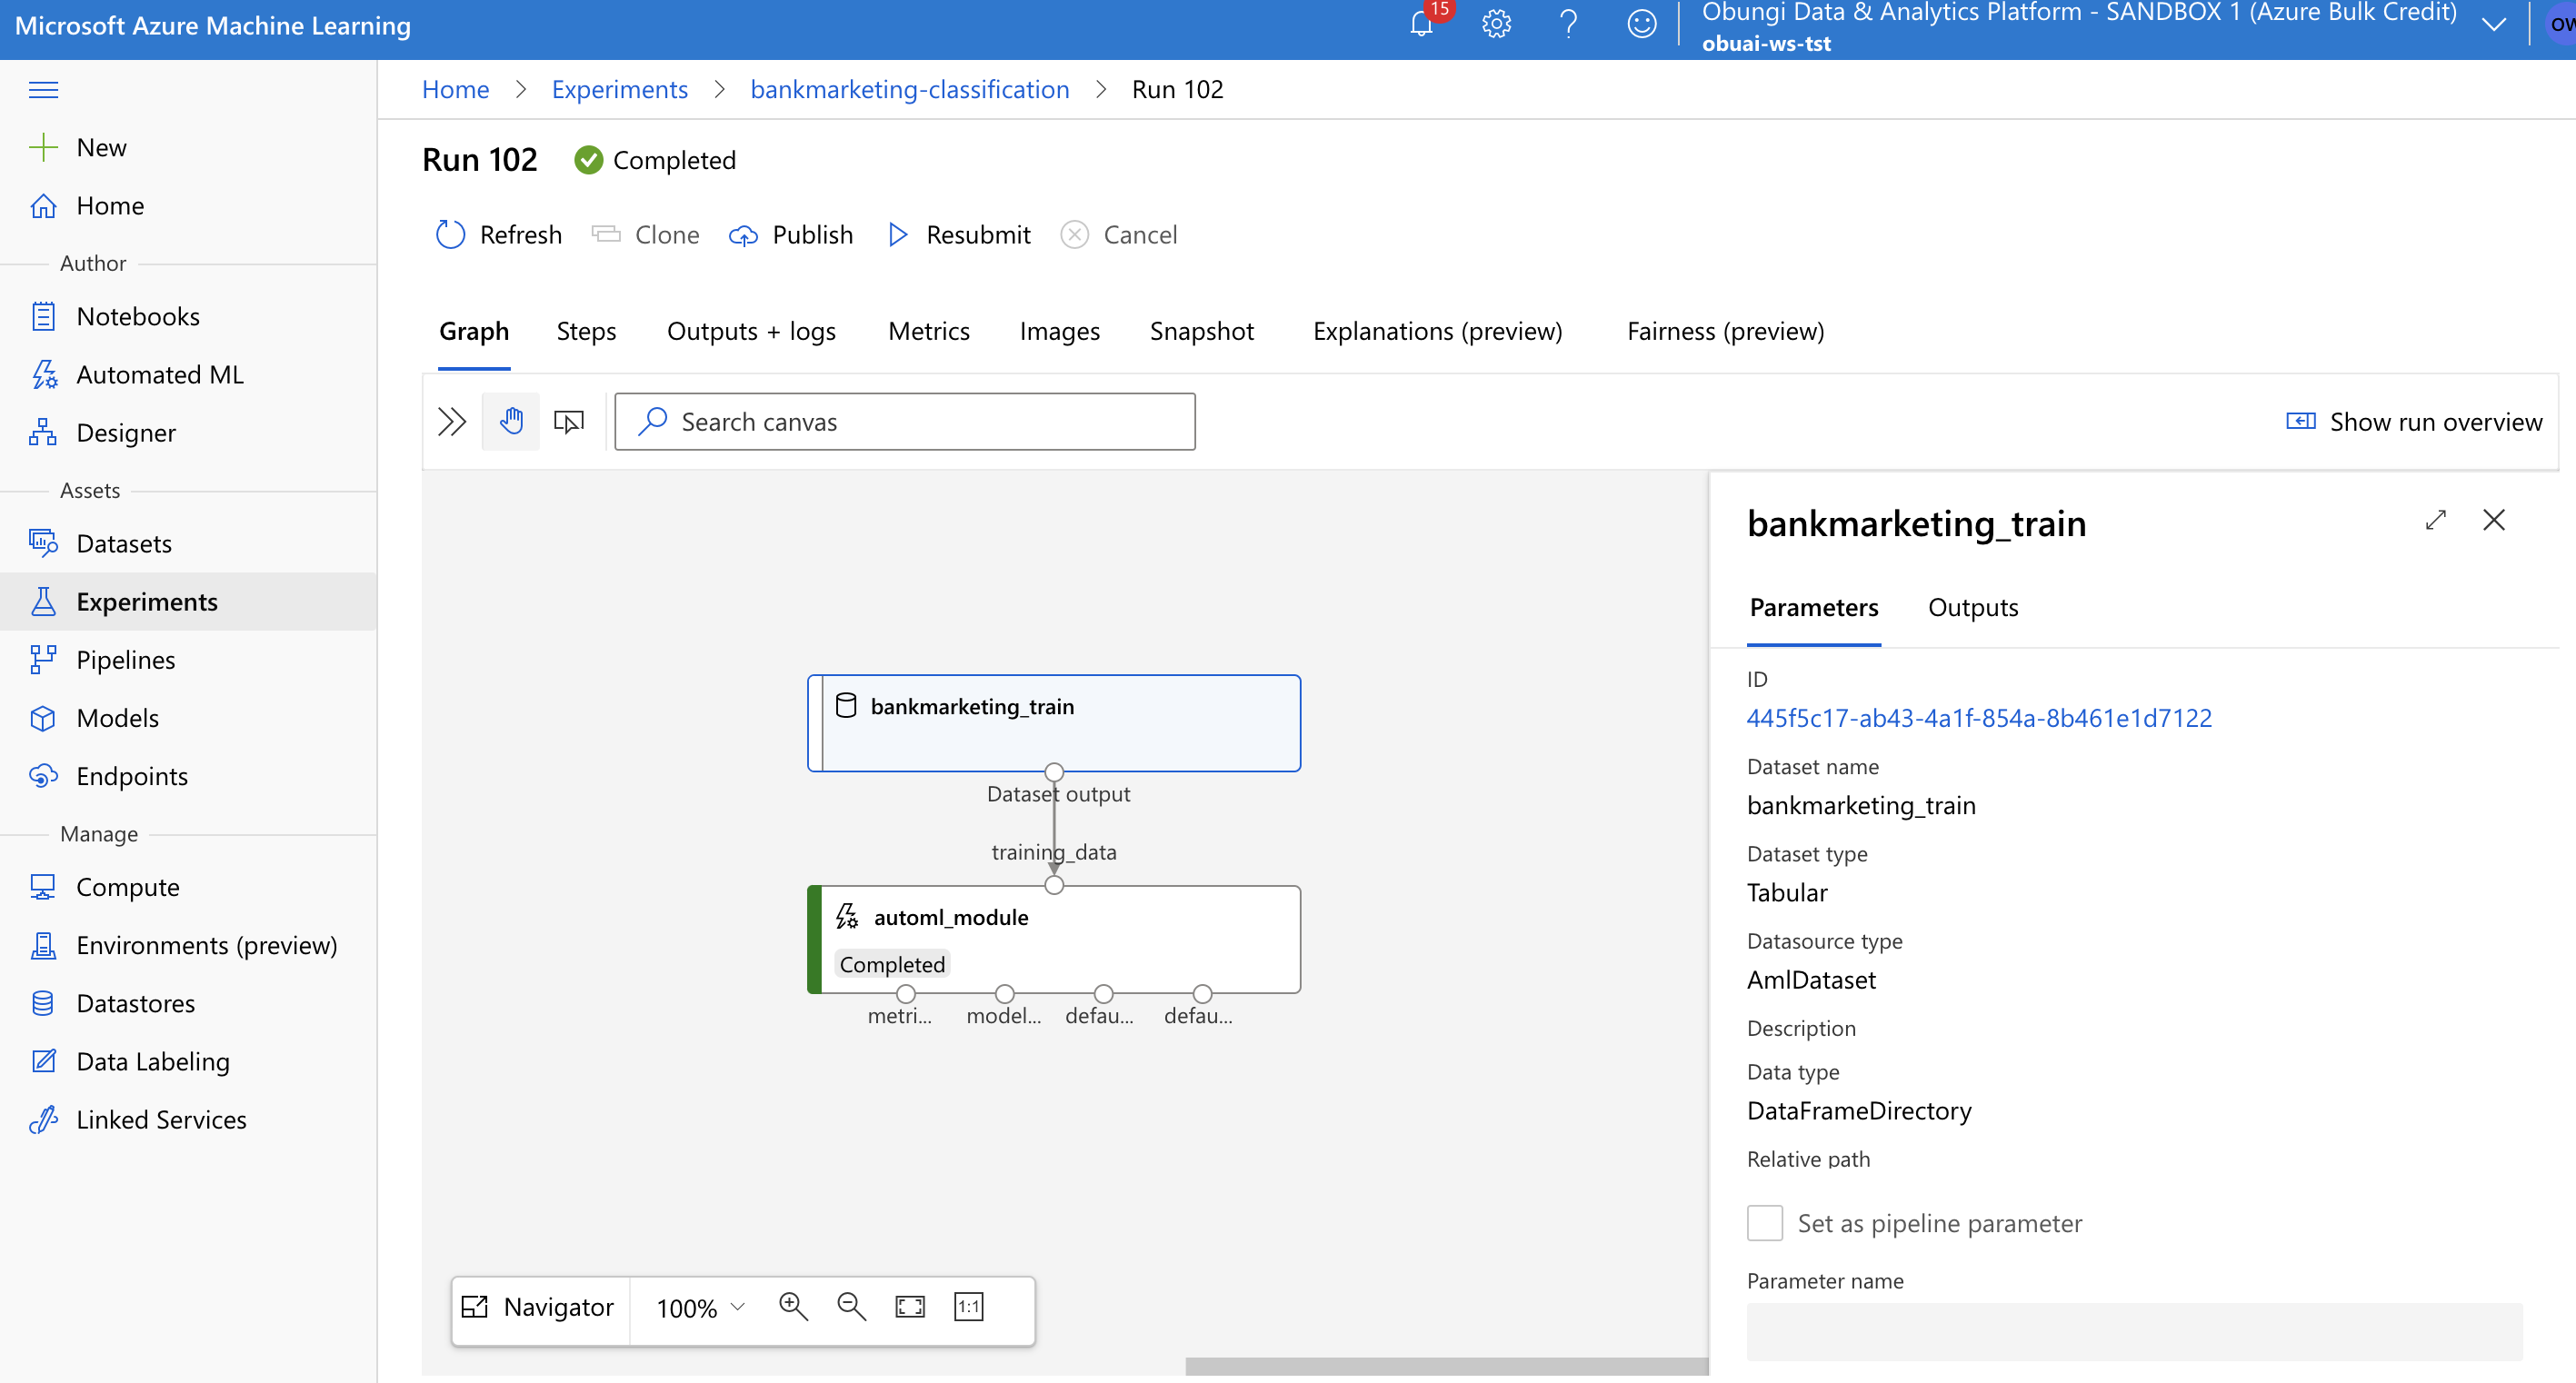 Microsoft Azure Machine Learning
15
Obungi Data & Analytics Platform - SANDBOX 1 (Azure Bulk Credit)
obuai-ws-tst
OW
New
Home
Author
Notebooks
Automated ML
Designer
Assets
Datasets
Experiments
Pipelines
Models
Endpoints
Manage
Compute
Environments (preview)
Datastores
Data Labeling
Linked Services
Home > Experiments > bankmarketing-classification > Run 102
Run 102 Completed
Refresh Clone Publish Resubmit Cancel
Graph Steps Outputs + logs Metrics Images Snapshot Explanations (preview) Fairness (preview)
Search canvas
Show run overview
bankmarketing_train
Dataset output
training_data
automl_module
Completed
metri... model... defau... defau...
Navigator 100% 1:1
bankmarketing_train
Parameters Outputs
ID
445f5c17-ab43-4a1f-854a-8b461e1d7122
Dataset name
bankmarketing_train
Dataset type
Tabular
Datasource type
AmlDataset
Description
Data type
DataFrameDirectory
Relative path
Set as pipeline parameter
Parameter name